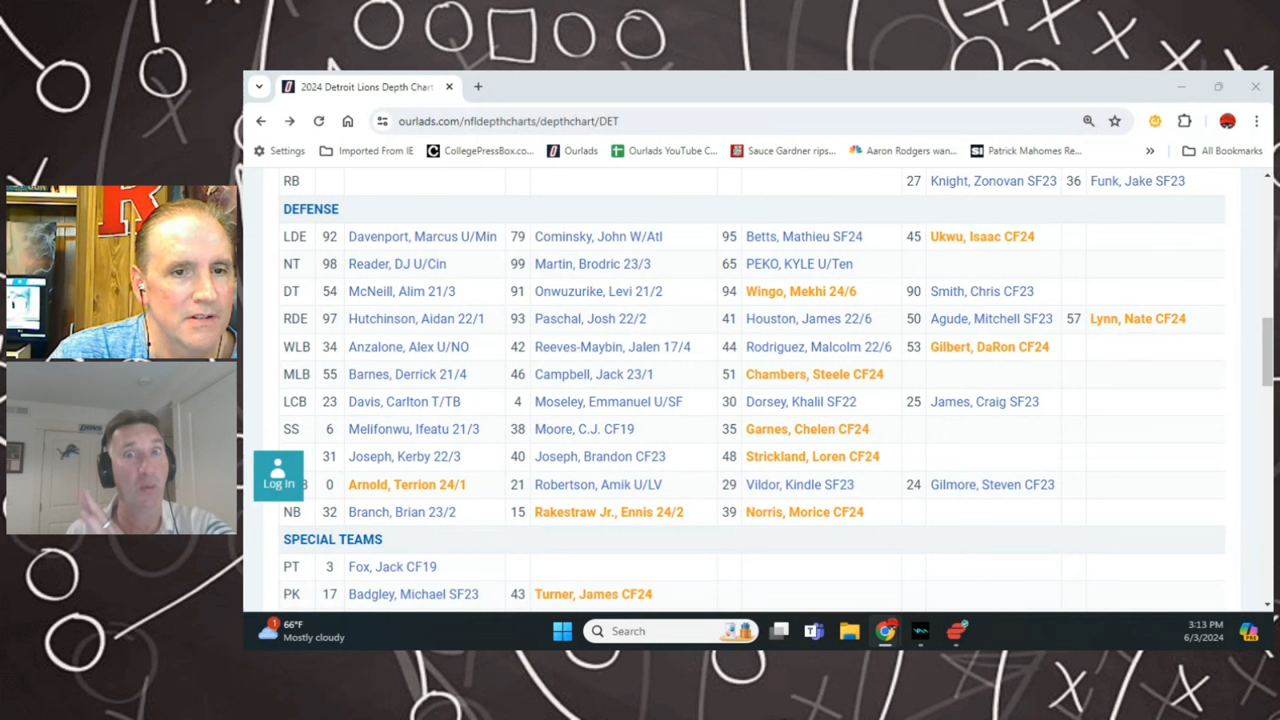 2024 Detroit Lions Depth Chart
ourlads.com/nfldepthcharts/depthchart/DET
Settings Imported From IE CollegePressBox.co... Ourlads Ourlads YouTube C... Sauce Gardner rips... Aaron Rodgers wan... Patrick Mahomes Re... » All Bookmarks
RB 27 Knight, Zonovan SF23 36 Funk, Jake SF23
DEFENSE
LDE 92 Davenport, Marcus U/Min 79 Cominsky, John W/Atl 95 Betts, Mathieu SF24 45 Ukwu, Isaac CF24
NT 98 Reader, DJ U/Cin 99 Martin, Brodric 23/3 65 PEKO, KYLE U/Ten
DT 54 McNeill, Alim 21/3 91 Onwuzurike, Levi 21/2 94 Wingo, Mekhi 24/6 90 Smith, Chris CF23
RDE 97 Hutchinson, Aidan 22/1 93 Paschal, Josh 22/2 41 Houston, James 22/6 50 Agude, Mitchell SF23 57 Lynn, Nate CF24
WLB 34 Anzalone, Alex U/NO 42 Reeves-Maybin, Jalen 17/4 44 Rodriguez, Malcolm 22/6 53 Gilbert, DaRon CF24
MLB 55 Barnes, Derrick 21/4 46 Campbell, Jack 23/1 51 Chambers, Steele CF24
LCB 23 Davis, Carlton T/TB 4 Moseley, Emmanuel U/SF 30 Dorsey, Khalil SF22 25 James, Craig SF23
SS 6 Melifonwu, Ifeatu 21/3 38 Moore, C.J. CF19 35 Garnes, Chelen CF24
31 Joseph, Kerby 22/3 40 Joseph, Brandon CF23 48 Strickland, Loren CF24
Log In
0 Arnold, Terrion 24/1 21 Robertson, Amik U/LV 29 Vildor, Kindle SF23 24 Gilmore, Steven CF23
NB 32 Branch, Brian 23/2 15 Rakestraw Jr., Ennis 24/2 39 Norris, Morice CF24
SPECIAL TEAMS
PT 3 Fox, Jack CF19
PK 17 Badgley, Michael SF23 43 Turner, James CF24
1 66°F
Mostly cloudy
Search
3:13 PM
6/3/2024